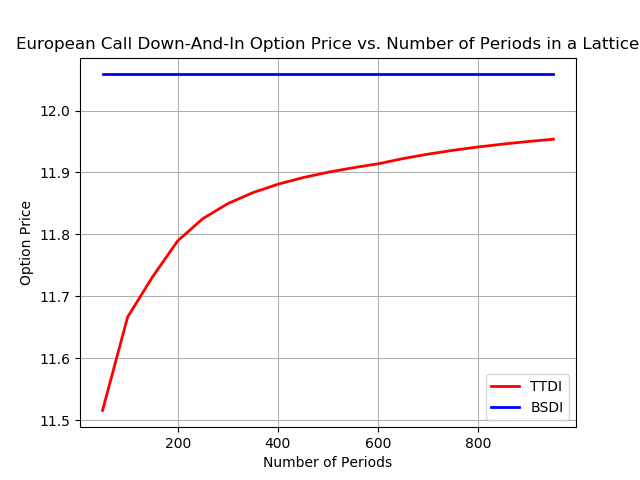 European Call Down-And-In Option Price vs. Number of Periods in a Lattice
Option Price
12.0
11.9
11.8
11.7
11.6
11.5
200 400 600 800
Number of Periods
TTDI
BSDI